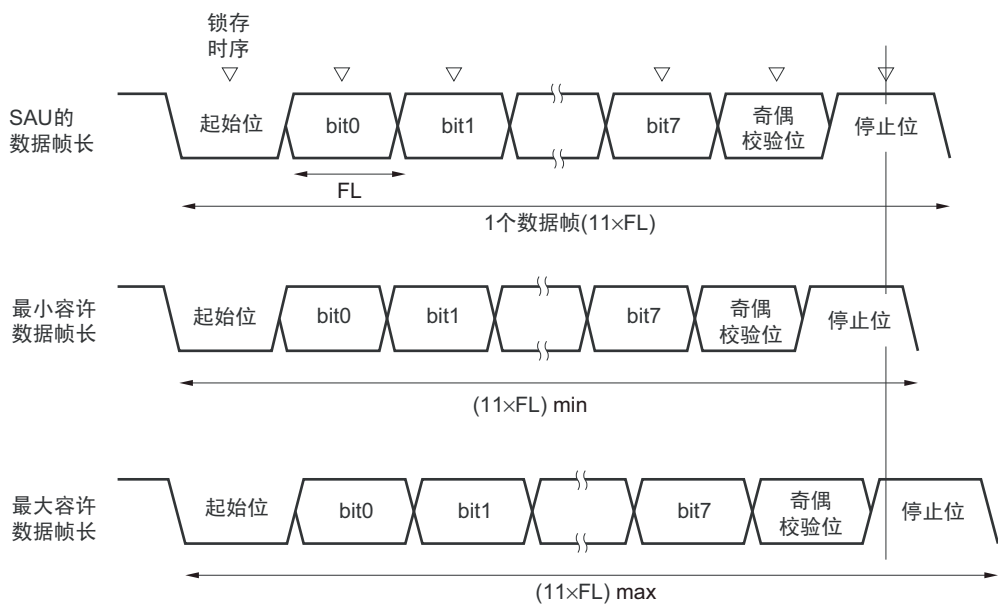 锁存
时序
SAU的
数据帧长
起始位
bit0
bit1
bit7
奇偶
校验位
停止位
FL
1个数据帧(11×FL)
最小容许
数据帧长
起始位
bit0
bit1
bit7
奇偶
校验位
停止位
(11×FL) min
最大容许
数据帧长
起始位
bit0
bit1
bit7
奇偶
校验位
停止位
(11×FL) max